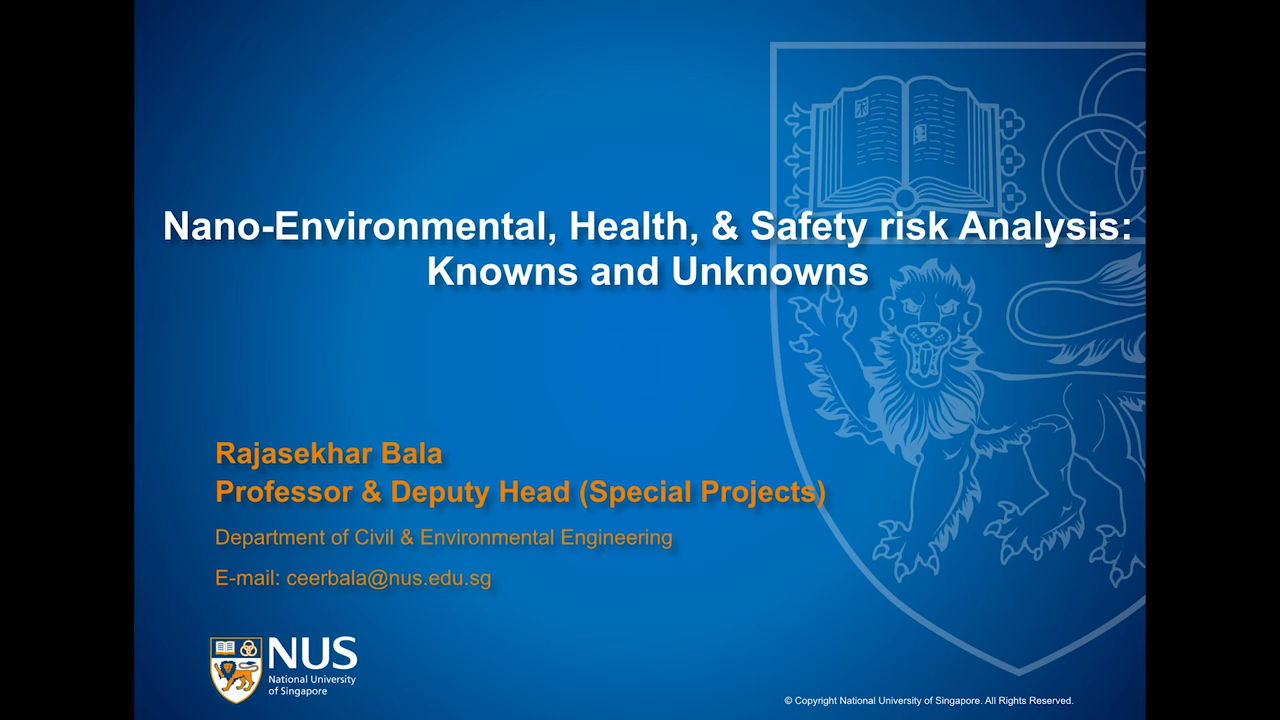 Nano-Environmental, Health, & Safety risk Analysis:
Knowns and Unknowns
Rajasekhar Bala
Professor & Deputy Head (Special Projects)
Department of Civil & Environmental Engineering
E-mail: ceerbala@nus.edu.sg
NUS
National University
of Singapore
© Copyright National University of Singapore. All Rights Reserved.